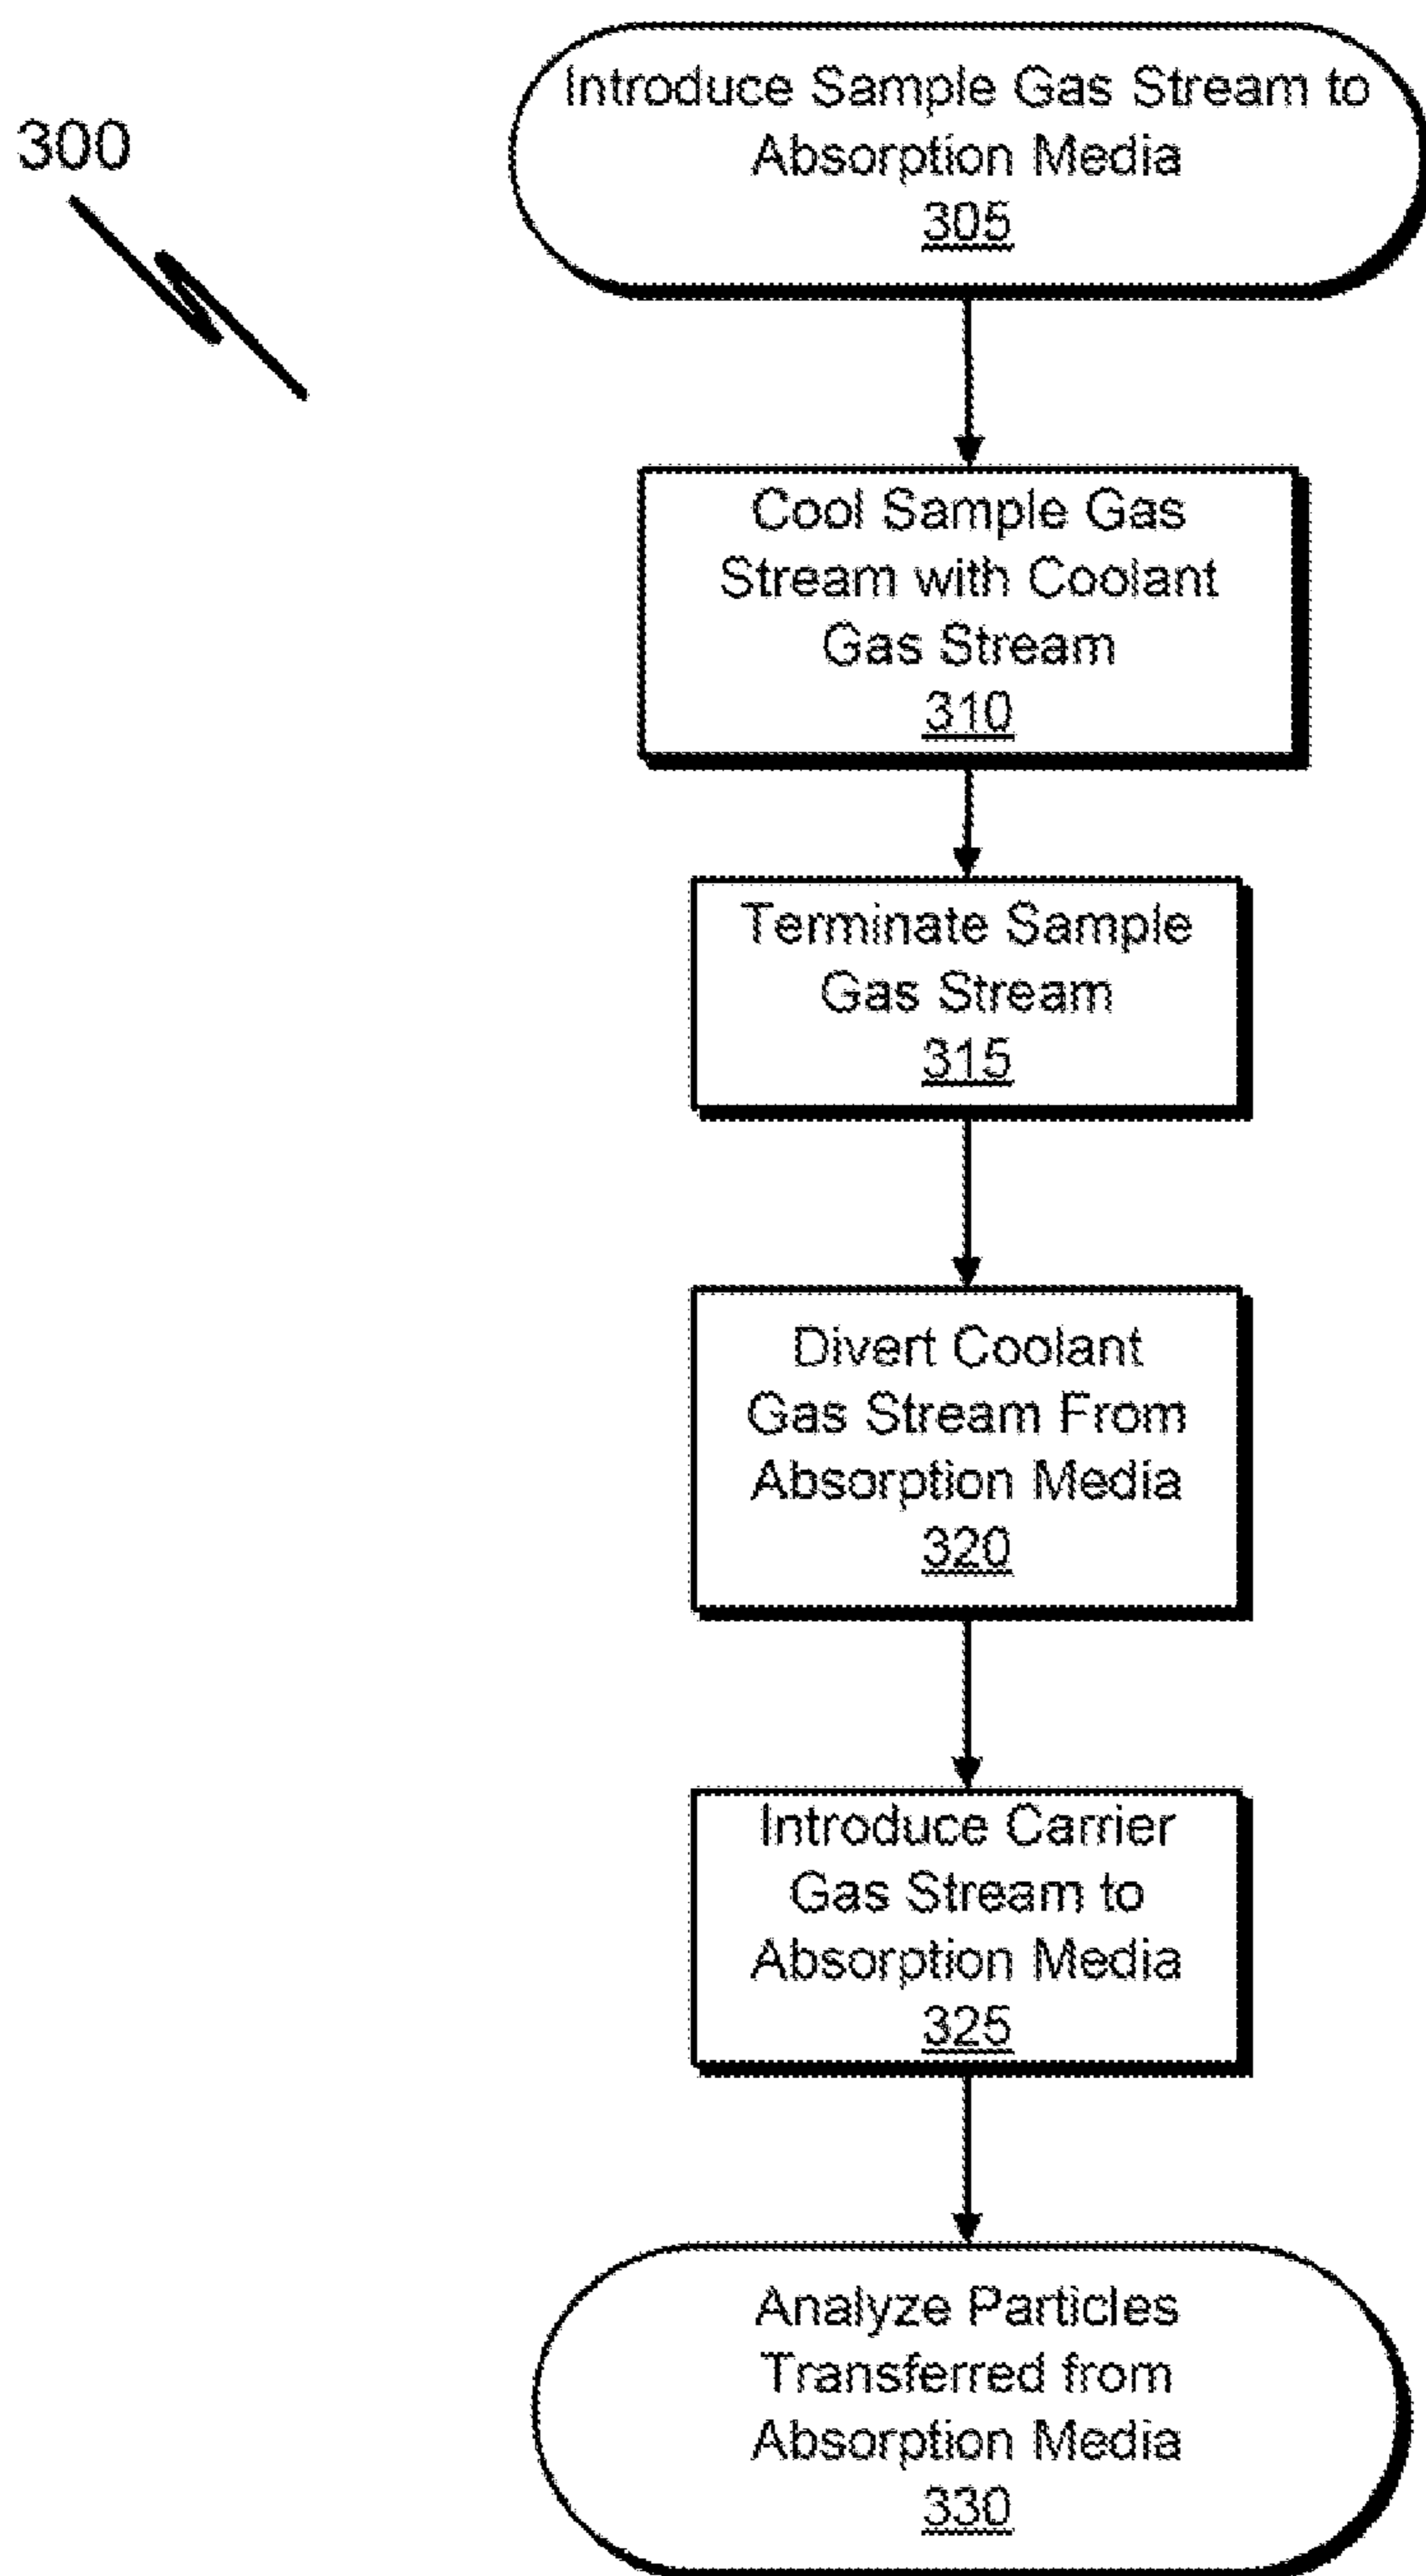 300
Introduce Sample Gas Stream to
Absorption Media
305
Cool Sample Gas
Stream with Coolant
Gas Stream
310
Terminate Sample
Gas Stream
315
Divert Coolant
Gas Stream From
Absorption Media
320
Introduce Carrier
Gas Stream to
Absorption Media
325
Analyze Particles
Transferred from
Absorption Media
330